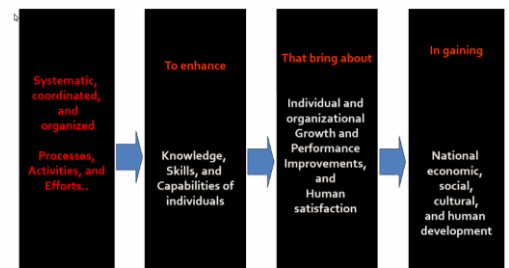 Systematic,
coordinated,
and
organized
Processes,
Activities, and
Efforts..
To enhance
Knowledge,
Skills, and
Capabilities of
individuals
That bring about
Individual and
organizational
Growth and
Performance
Improvements,
and
Human
satisfaction
In gaining
National
economic,
social,
cultural,
and human
development